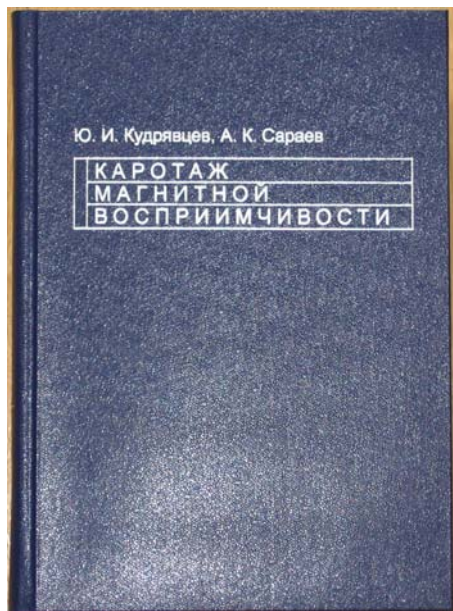 Ю. И. Кудрявцев, А. К. Сараев
КАРОТАЖ
МАГНИТНОЙ
ВОСПРИИМЧИВОСТИ